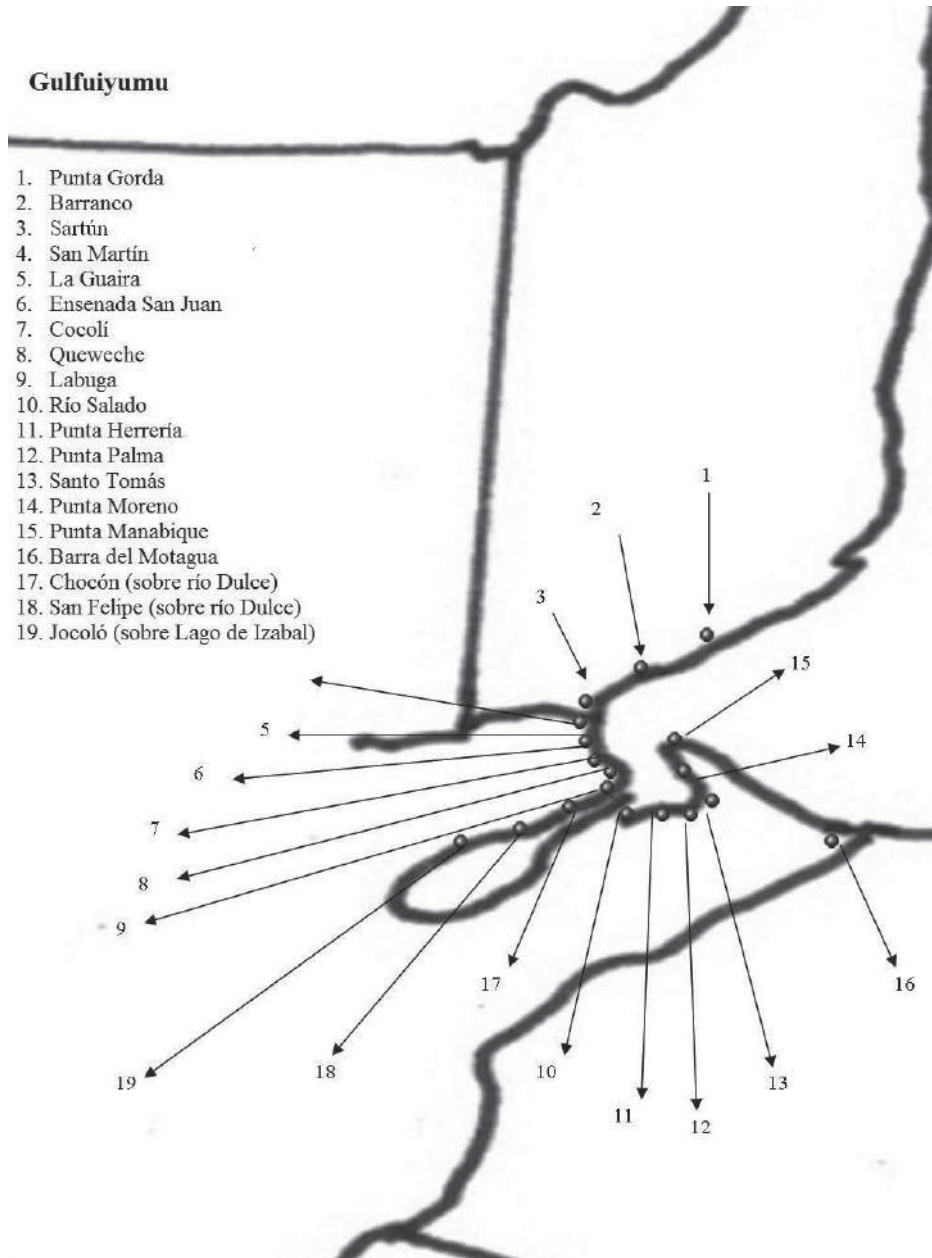 Gulfuiyumu
1. Punta Gorda
2. Barranco
3. Sartún
4. San Martín
5. La Guaira
6. Ensenada San Juan
7. Cocolí
8. Queweche
9. Labuga
10. Río Salado
11. Punta Herrería
12. Punta Palma
13. Santo Tomás
14. Punta Moreno
15. Punta Manabique
16. Barra del Motagua
17. Chocón (sobre río Dulce)
18. San Felipe (sobre río Dulce)
19. Jocoló (sobre Lago de Izabal)
1
2
3
15
5
14
6
7
8
9
17
16
18
10
19
13
11
12